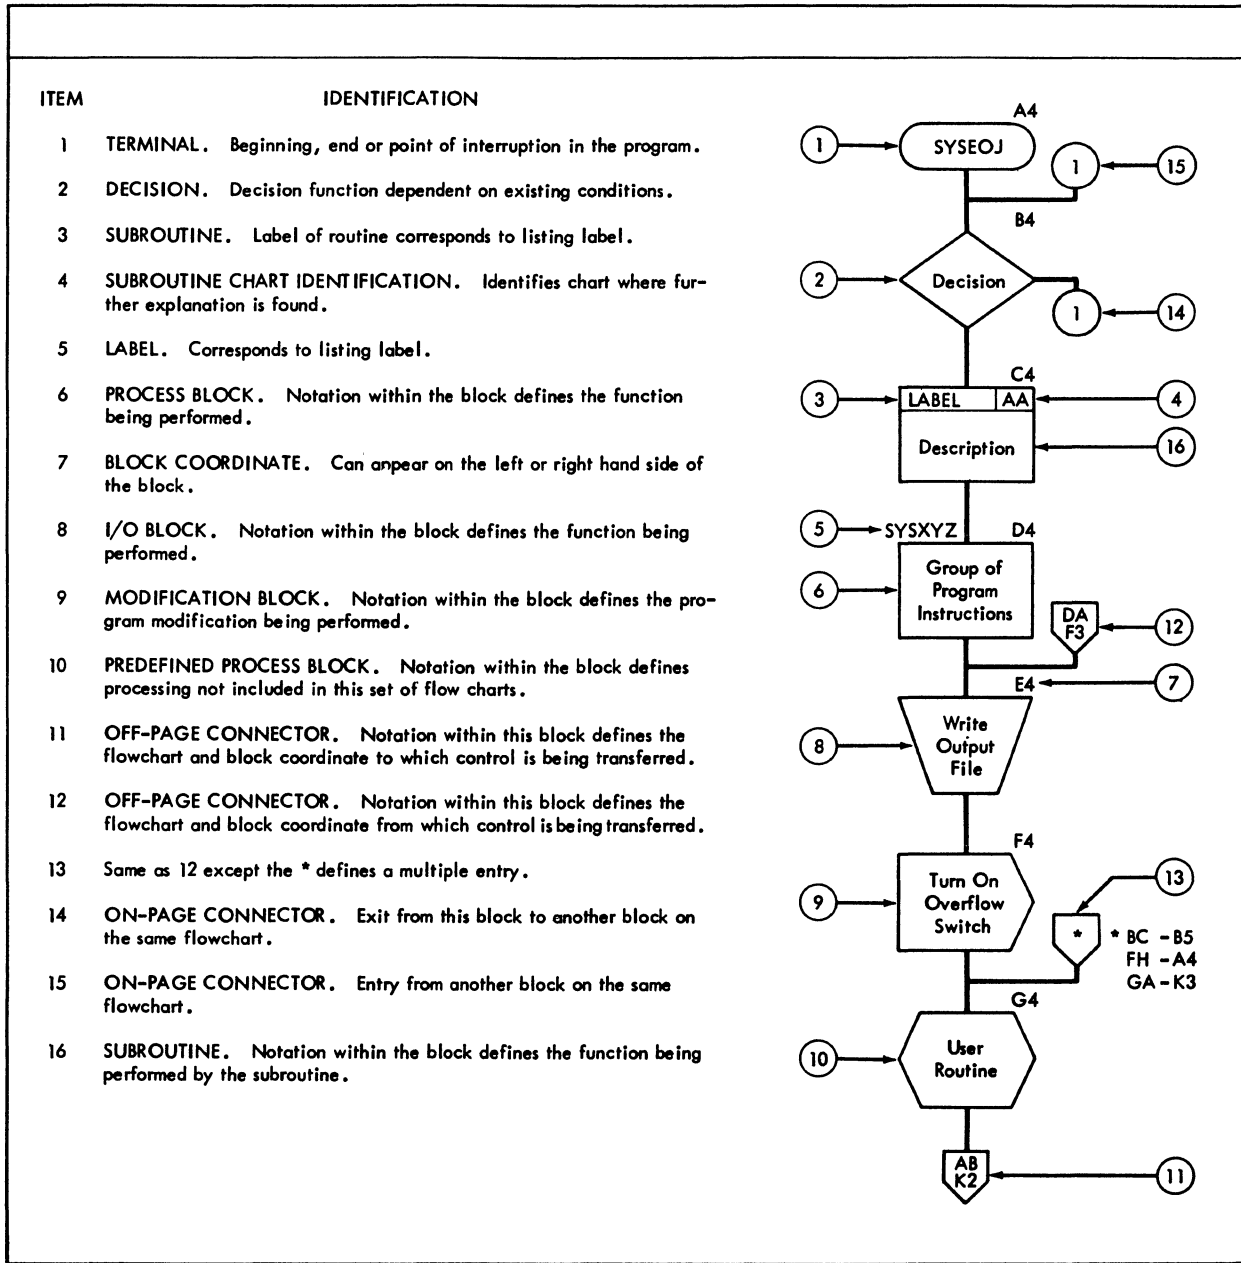 ITEM IDENTIFICATION
1 TERMINAL. Beginning, end or point of interruption in the program.
2 DECISION. Decision function dependent on existing conditions.
3 SUBROUTINE. Label of routine corresponds to listing label.
4 SUBROUTINE CHART IDENTIFICATION. Identifies chart where fur-
ther explanation is found.
5 LABEL. Corresponds to listing label.
6 PROCESS BLOCK. Notation within the block defines the function
being performed.
7 BLOCK COORDINATE. Can appear on the left or right hand side of
the block.
8 I/O BLOCK. Notation within the block defines the function being
performed.
9 MODIFICATION BLOCK. Notation within the block defines the pro-
gram modification being performed.
10 PREDEFINED PROCESS BLOCK. Notation within the block defines
processing not included in this set of flow charts.
11 OFF-PAGE CONNECTOR. Notation within this block defines the
flowchart and block coordinate to which control is being transferred.
12 OFF-PAGE CONNECTOR. Notation within this block defines the
flowchart and block coordinate from which control is being transferred.
13 Same as 12 except the * defines a multiple entry.
14 ON-PAGE CONNECTOR. Exit from this block to another block on
the same flowchart.
15 ON-PAGE CONNECTOR. Entry from another block on the same
flowchart.
16 SUBROUTINE. Notation within the block defines the function being
performed by the subroutine.
A4
1 SYSEOJ
1 15
B4
2 Decision
1 14
C4
3 LABEL AA 4
Description 16
5 SYSXYZ D4
6
Group of
Program
Instructions
DA
F3
12
E4 7
8
Write
Output
File
F4
9
Turn On
Overflow
Switch
13
*
* BC - B5
FH - A4
GA - K3
G4
10
User
Routine
AB
K2
11